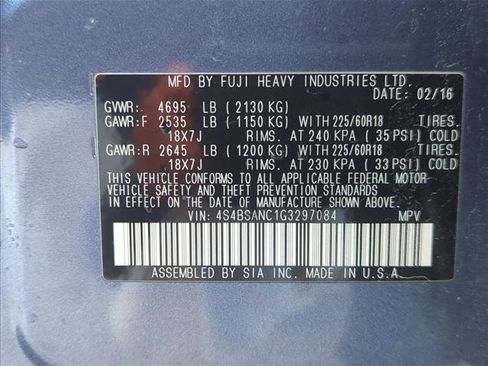 MFD BY FUJI HEAVY INDUSTRIES LTD.
DATE: 02/16
GVWR: 4695 LB ( 2130 KG)
GAWR:F 2535 LB ( 1150 KG) WITH 225/60R18 TIRES.
18X7J RIMS. AT 240 KPA ( 35 PSI) COLD
GAWR:R 2645 LB ( 1200 KG) WITH 225/60R18 TIRES.
18X7J RIMS. AT 230 KPA ( 33 PSI) COLD
THIS VEHICLE CONFORMS TO ALL APPLICABLE FEDERAL MOTOR
VEHICLE SAFETY AND THEFT PREVENTION STANDARDS
IN EFFECT ON THE DATE OF MANUFACTURE SHOWN ABOVE.
VIN: 4S4BSANC1G3297084 MPV
ASSEMBLED BY SIA INC. MADE IN U.S.A.